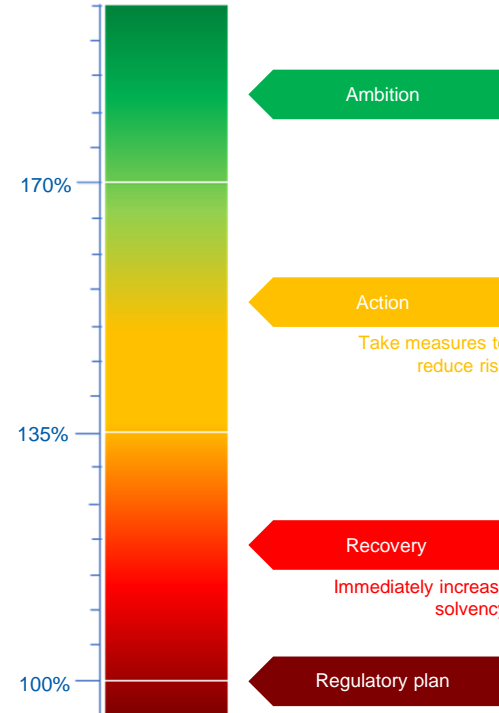 Ambition
170%
Action
Take measures t
reduce ris
135%
Recovery
Immediately increas
solvency
Regulatory plan
100%